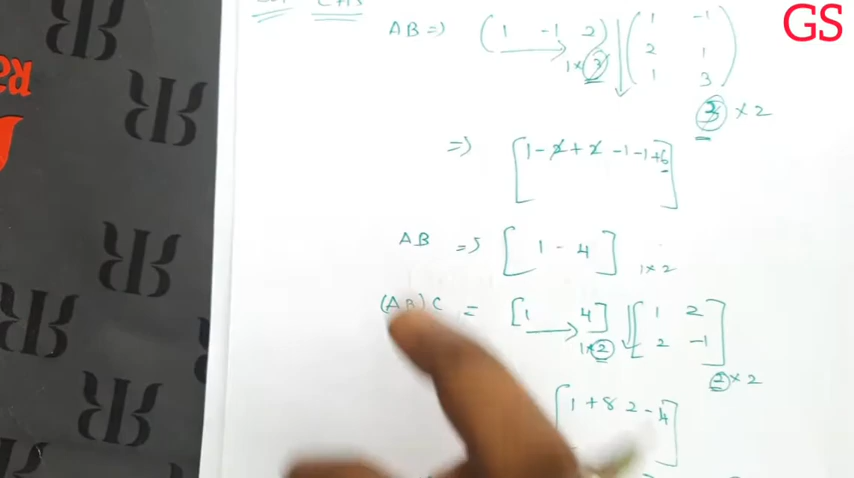 GS
AB => (1 -1 2) (1 -1
2 1
1 3)
1×3
3 × 2
=> [1-2+2 -1-1+6]
AB => [1 - 4] 1×2
(AB)C = [1 4] [1 2
2 -1]
1×2
2×2
[1+8 2-4]